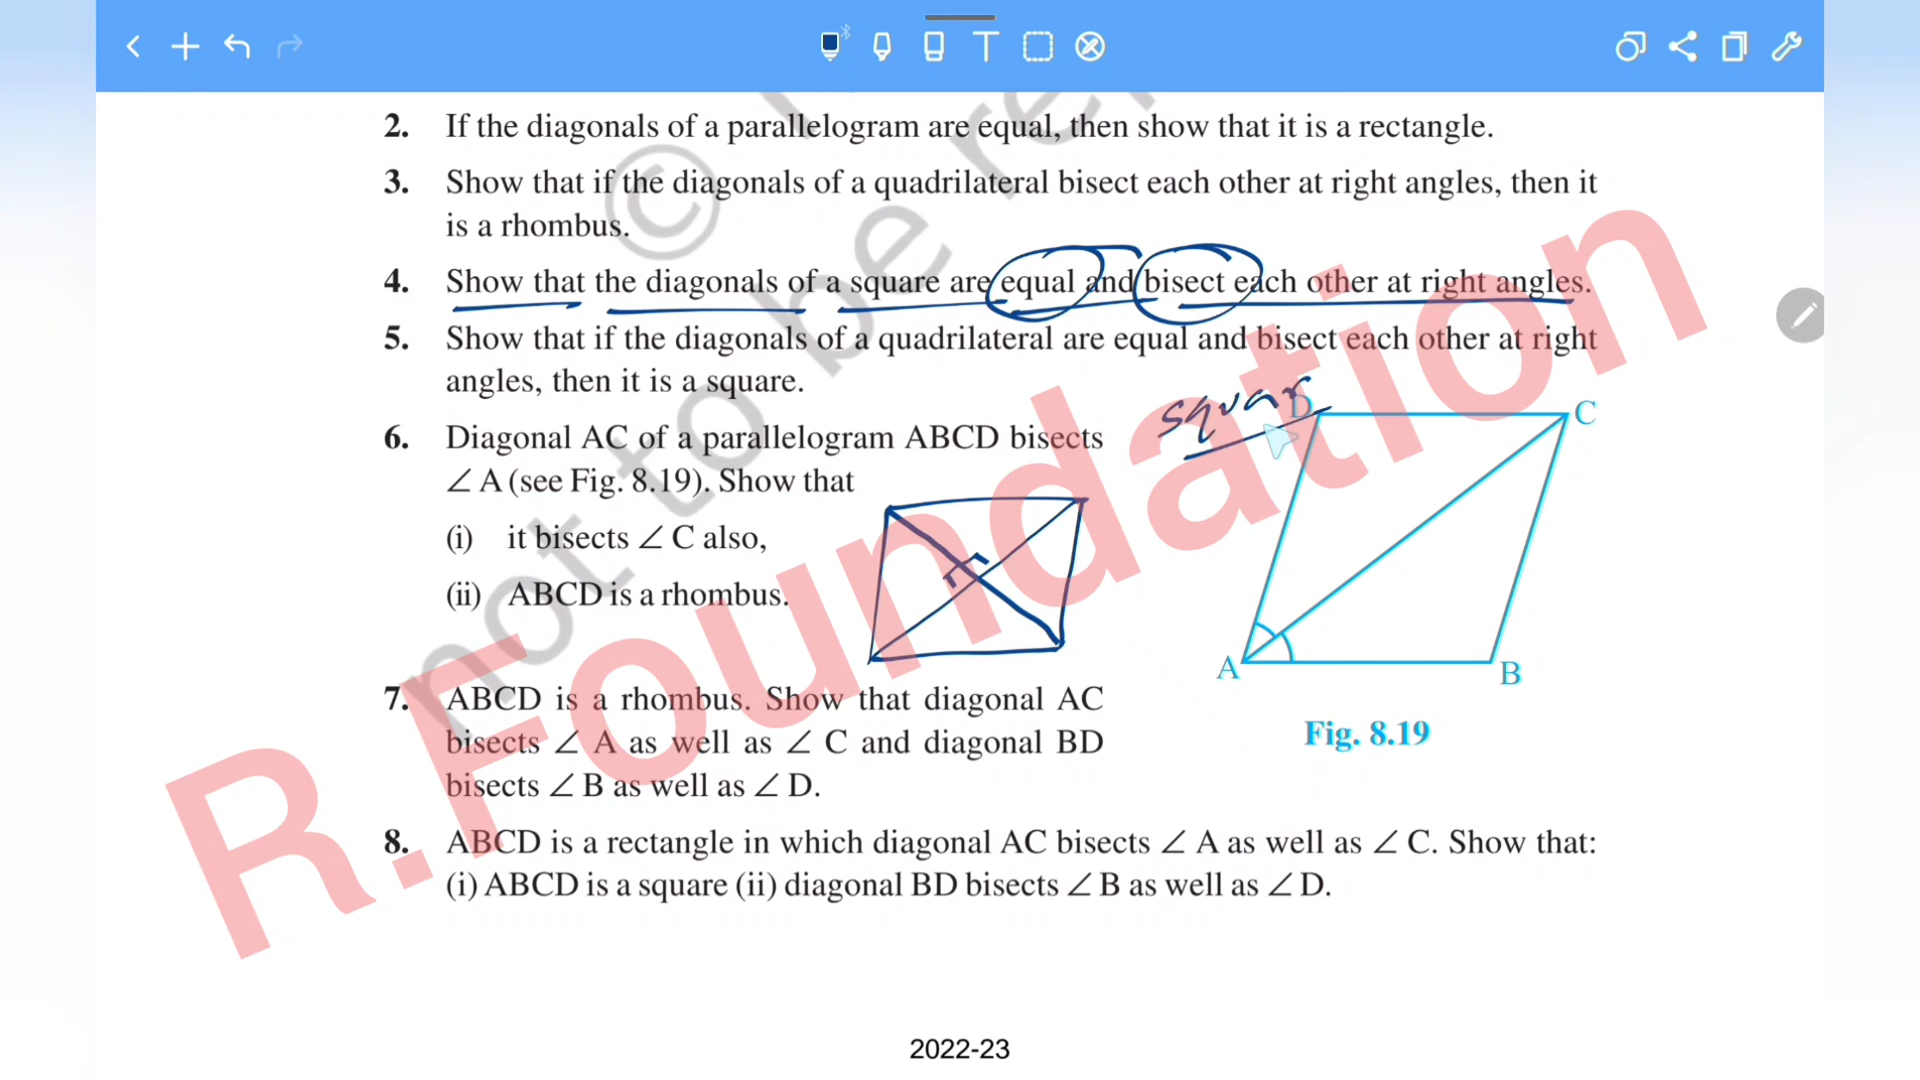 2. If the diagonals of a parallelogram are equal, then show that it is a rectangle.
3. Show that if the diagonals of a quadrilateral bisect each other at right angles, then it
is a rhombus.
4. Show that the diagonals of a square are equal and bisect each other at right angles.
5. Show that if the diagonals of a quadrilateral are equal and bisect each other at right
angles, then it is a square.
squar
6. Diagonal AC of a parallelogram ABCD bisects
∠ A (see Fig. 8.19). Show that
(i) it bisects ∠ C also,
(ii) ABCD is a rhombus.
D
C
A
B
Fig. 8.19
7. ABCD is a rhombus. Show that diagonal AC
bisects ∠ A as well as ∠ C and diagonal BD
bisects ∠ B as well as ∠ D.
8. ABCD is a rectangle in which diagonal AC bisects ∠ A as well as ∠ C. Show that:
(i) ABCD is a square (ii) diagonal BD bisects ∠ B as well as ∠ D.
R.Foundation
not to be re
©
2022-23